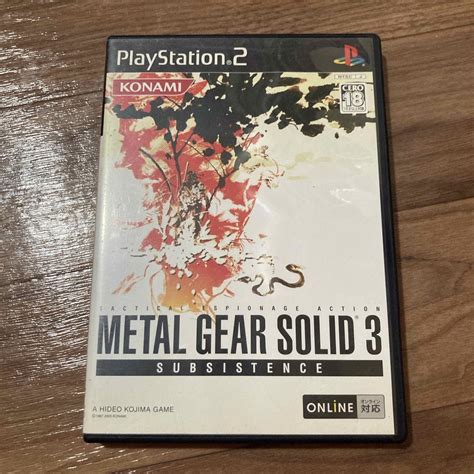 PlayStation®2
NTSC J
KONAMI
CERO
18
TACTICAL ESPIONAGE ACTION
METAL GEAR SOLID® 3
SUBSISTENCE
A HIDEO KOJIMA GAME
ONLINE
オンライン
対応